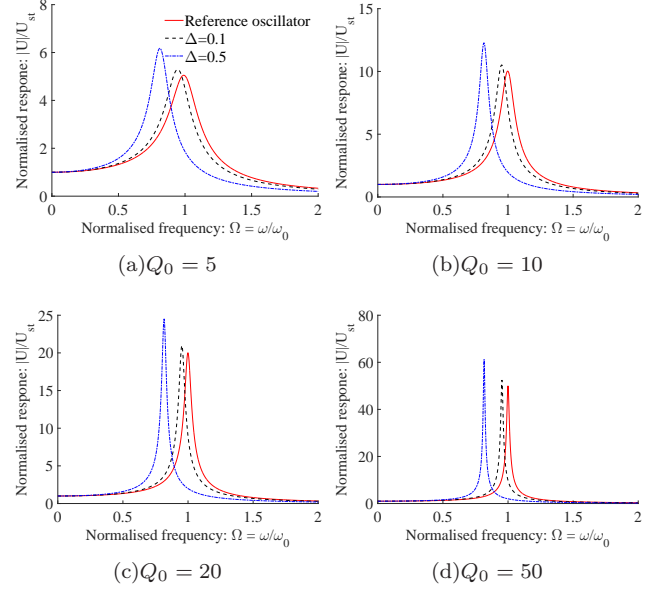 Normalised respone: |U|/U_st
8
6
4
2
0
0 0.5 1 1.5 2
Normalised frequency: Ω = ω/ω_0
Reference oscillator
Δ=0.1
Δ=0.5
(a)Q_0 = 5
Normalised respone: |U|/U_st
15
10
5
0
0 0.5 1 1.5 2
Normalised frequency: Ω = ω/ω_0
(b)Q_0 = 10
Normalised respone: |U|/U_st
25
20
15
10
5
0
0 0.5 1 1.5 2
Normalised frequency: Ω = ω/ω_0
(c)Q_0 = 20
Normalised respone: |U|/U_st
80
60
40
20
0
0 0.5 1 1.5 2
Normalised frequency: Ω = ω/ω_0
(d)Q_0 = 50